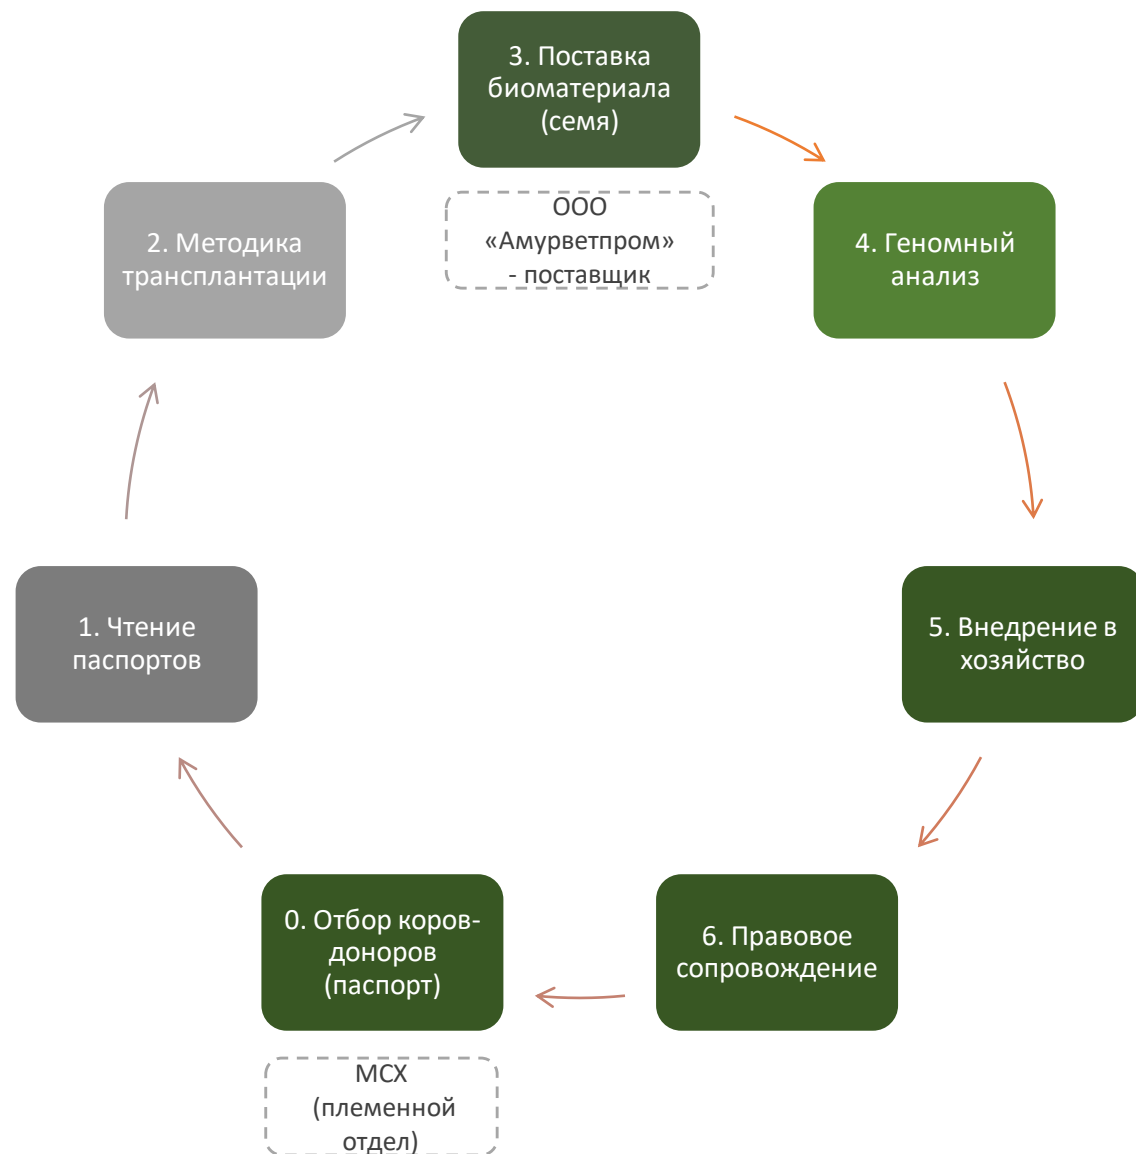 3. Поставка
биоматериала
(семя)
ООО
«Амурветпром»
- поставщик
2. Методика
трансплантации
4. Геномный
анализ
1. Чтение
паспортов
5. Внедрение в
хозяйство
0. Отбор коров-
доноров
(паспорт)
6. Правовое
сопровождение
МСХ
(племенной
отдел)